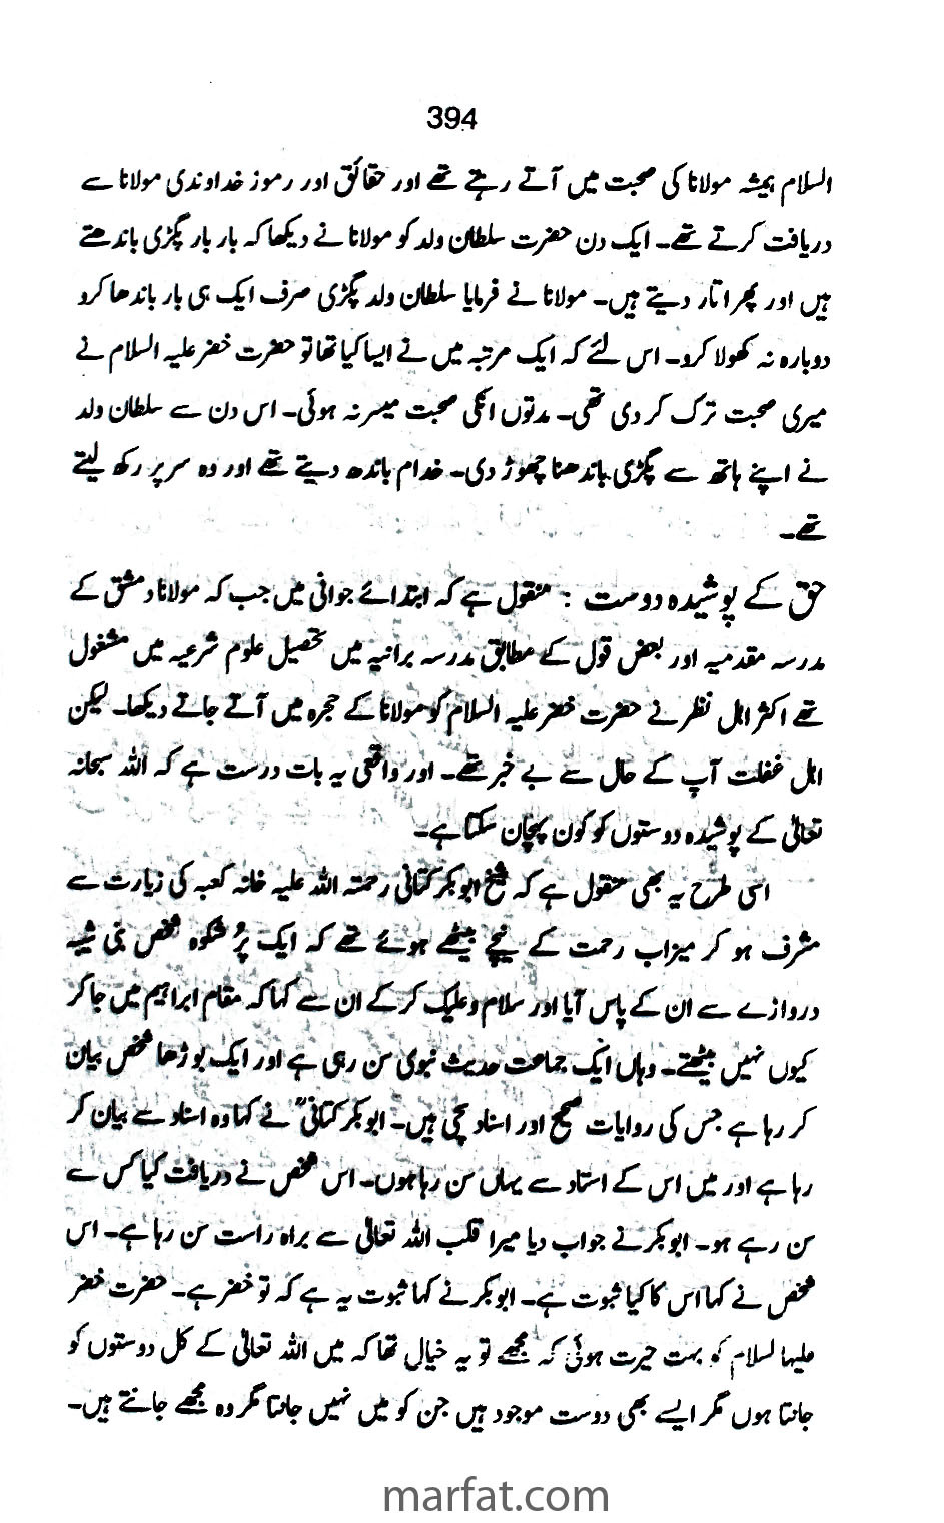 394
السلام ہمیشہ مولانا کی صحبت میں آتے رہتے تھے اور حقائق اور رموز خداوندی مولانا سے
دریافت کرتے تھے۔ ایک دن حضرت سلطان ولد کو مولانا نے دیکھا کہ بار بار پگڑی باندھتے
ہیں اور پھر اتار دیتے ہیں۔ مولانا نے فرمایا سلطان ولد پگڑی صرف ایک ہی بار باندھا کرو
دوبارہ نہ کھولا کرو۔ اس لئے کہ ایک مرتبہ میں نے ایسا کیا تھا تو حضرت خضر علیہ السلام نے
میری صحبت ترک کر دی تھی۔ مدتوں انکی صحبت میسر نہ ہوئی۔ اس دن سے سلطان ولد
نے اپنے ہاتھ سے پگڑی باندھنا چھوڑ دی۔ خدام باندھ دیتے تھے اور وہ سر پر رکھ لیتے
تھے۔
حق کے پوشیدہ دوست : منقول ہے کہ ابتدائے جوانی میں جب کہ مولانا دمشق کے
مدرسہ مقدمیہ اور بعض قول کے مطابق مدرسہ برانیہ میں تحصیل علوم شرعیہ میں مشغول
تھے اکثر اہل نظر نے حضرت خضر علیہ السلام کو مولانا کے حجرہ میں آتے جاتے دیکھا۔ لیکن
اہل غفلت آپ کے حال سے بے خبر تھے۔ اور واقعی یہ بات درست ہے کہ اللہ سبحانہ
تعالیٰ کے پوشیدہ دوستوں کو کون پہچان سکتا ہے۔
اسی طرح یہ بھی منقول ہے کہ شیخ ابوبکر کتانی رحمتہ اللہ علیہ خانہ کعبہ کی زیارت سے
مشرف ہو کر میزاب رحمت کے نیچے بیٹھے ہوئے تھے کہ ایک پر شکوہ شخص بنی شیبہ
دروازے سے ان کے پاس آیا اور سلام وعلیک کر کے ان سے کہا کہ مقام ابراہیم میں جا کر
کیوں نہیں بیٹھتے۔ وہاں ایک جماعت حدیث نبوی سن رہی ہے اور ایک بوڑھا شخص بیان
کر رہا ہے جس کی روایات صحیح اور اسناد سچی ہیں۔ ابوبکر کتانیؒ نے کہا وہ اسناد سے بیان کر
رہا ہے اور میں اس کے استاد سے یہاں سن رہا ہوں۔ اس شخص نے دریافت کیا کس سے
سن رہے ہو۔ ابوبکر نے جواب دیا میرا قلب اللہ تعالیٰ سے براہ راست سن رہا ہے۔ اس
شخص نے کہا اس کا کیا ثبوت ہے۔ ابوبکر نے کہا ثبوت یہ ہے کہ تو خضر ہے۔ حضرت خضر
علیہا لسلام کو بہت حیرت ہوئی کہ مجھے تو یہ خیال تھا کہ میں اللہ تعالیٰ کے کل دوستوں کو
جانتا ہوں مگر ایسے بھی دوست موجود ہیں جن کو میں نہیں جانتا مگر وہ مجھے جانتے ہیں۔
marfat.com